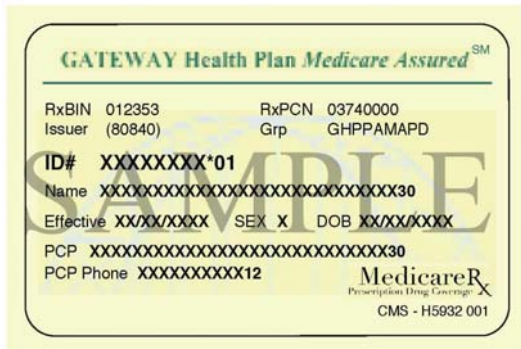 GATEWAY Health Plan Medicare Assured SM
RxBIN 012353 RxPCN 03740000
Issuer (80840) Grp GHPPAMAPD
SAMPLE
ID# XXXXXXXX*01
Name XXXXXXXXXXXXXXXXXXXXXXXXXXXX30
Effective XX/XX/XXXX SEX X DOB XX/XX/XXXX
PCP XXXXXXXXXXXXXXXXXXXXXXXXXXXX30
PCP Phone XXXXXXXXXX12
MedicareRx
Prescription Drug Coverage
CMS - H5932 001